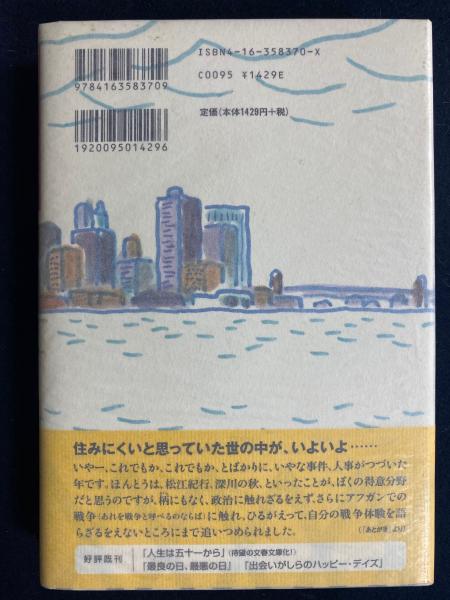 ISBN4-16-358370-X
C0095 ¥1429E
9784163583709
定価(本体1429円+税)
1920095014296
住みにくいと思っていた世の中が、いよいよ……
いやー、これでもか、これでもか、とばかりに、いやな事件、人事がつづいた
年です。ほんとうは、松江紀行、深川の秋、といったことが、ぼくの得意分野
だと思うのですが、柄にもなく、政治に触れざるをえず、さらにアフガンでの
戦争(あれを戦争と呼べるのならば)に触れ、ひるがえって、自分の戦争体験を語
らざるをえないところにまで追いつめられました。 (「あとがき」より)
好評既刊
『人生は五十一から』(待望の文春文庫化!)
『最良の日、最悪の日』 『出会いがしらのハッピー・デイズ』